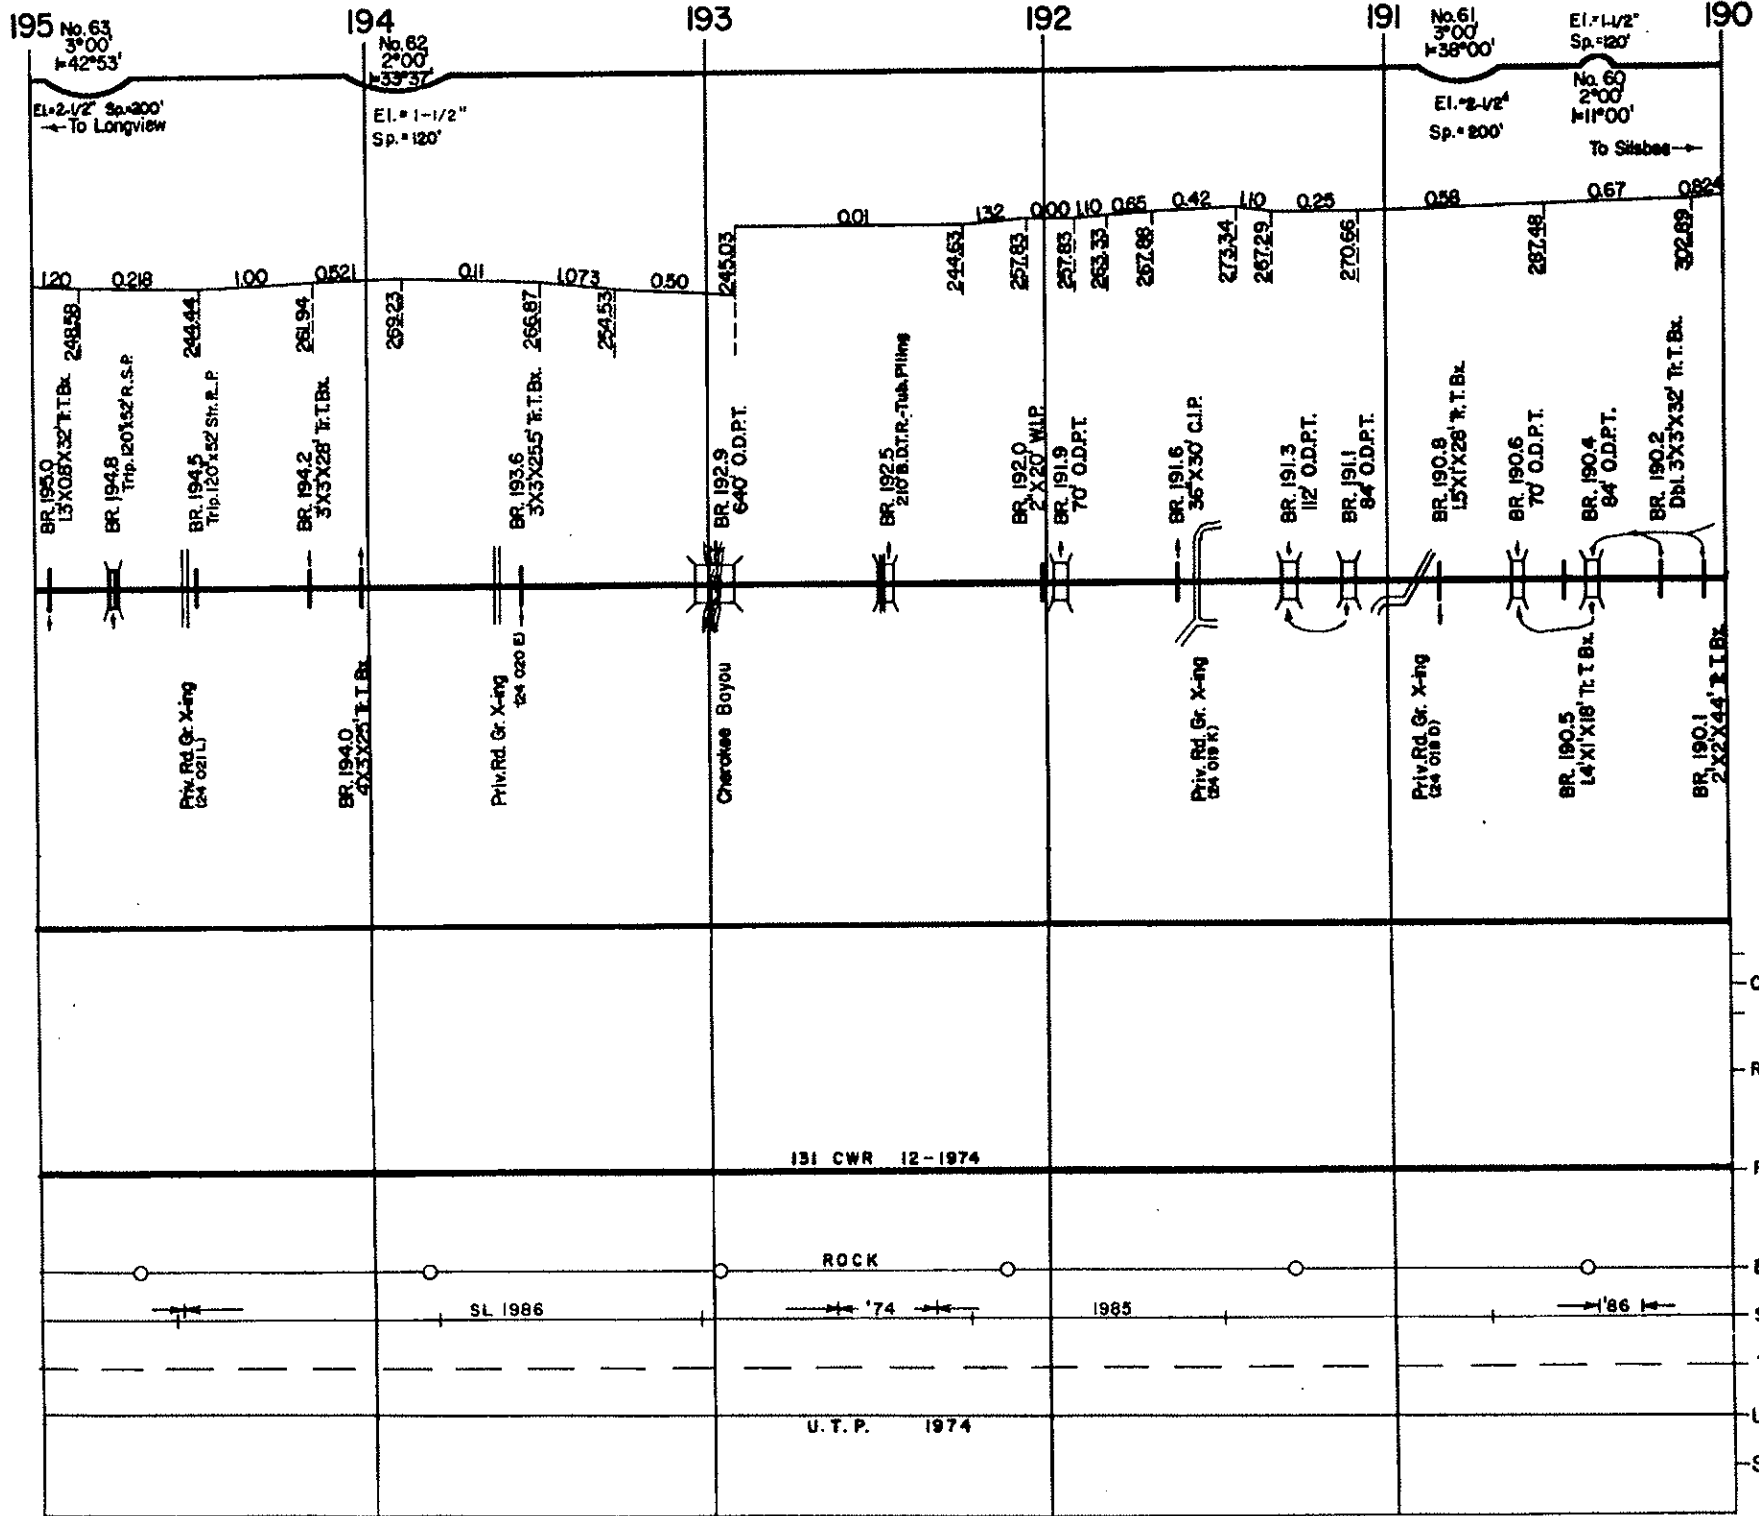 195
194
193
192
191
190
No. 63
3°00'
I=42°53'
El.=2-1/2" Sp.=200'
←To Longview
No. 62
2°00'
I=33°37'
El.=1-1/2"
Sp.=120'
No. 61
3°00'
I=38°00'
El.=2-1/2"
Sp.=200'
El.=1-1/2"
Sp.=120'
No. 60
2°00'
I=11°00'
To Silsbee→
1.20
0.218
1.00
0.521
0.11
1.073
0.50
0.01
1.32
0.00
1.10
0.65
0.42
1.10
0.25
0.58
0.67
0.824
248.58
244.44
261.94
269.23
266.87
254.53
245.03
244.63
257.83
257.83
263.33
267.88
273.34
267.29
270.66
287.48
302.89
BR. 195.0
1.3'X0.8'X32' Tr. T. Bx.
BR. 194.8
Trip. 120"X52' R.S.P.
BR. 194.5
Trip. 120"X52' Str. R.P.
BR. 194.2
3'X3'X28' Tr. T. Bx.
BR. 193.6
3'X3'X25.5' Tr. T. Bx.
BR. 192.9
640' O.D.P.T.
BR. 192.5
210' B.D.T.R.-Tub. Piling
BR. 192.0
2"X20' W.I.P.
BR. 191.9
70' O.D.P.T.
BR. 191.6
36"X30' C.I.P.
BR. 191.3
112' O.D.P.T.
BR. 191.1
84' O.D.P.T.
BR. 190.8
1.5'X1'X28' Tr. T. Bx.
BR. 190.6
70' O.D.P.T.
BR. 190.4
84' O.D.P.T.
BR. 190.2
Dbl. 3'X3'X32' Tr. T. Bx.
Priv. Rd. Gr. X-ing
(24 021 L)
BR. 194.0
4'X3'X25' Tr. T. Bx.
Priv. Rd. Gr. X-ing
(24 020 E)
Cherokee Bayou
Priv. Rd. Gr. X-ing
(24 019 K)
Priv. Rd. Gr. X-ing
(24 018 D)
BR. 190.5
1.4'X1'X18' Tr. T. Bx.
BR. 190.1
2'X2'X44' Tr. T. Bx.
131 CWR 12-1974
ROCK
SL 1986
'74
1985
'86
U.T.P. 1974